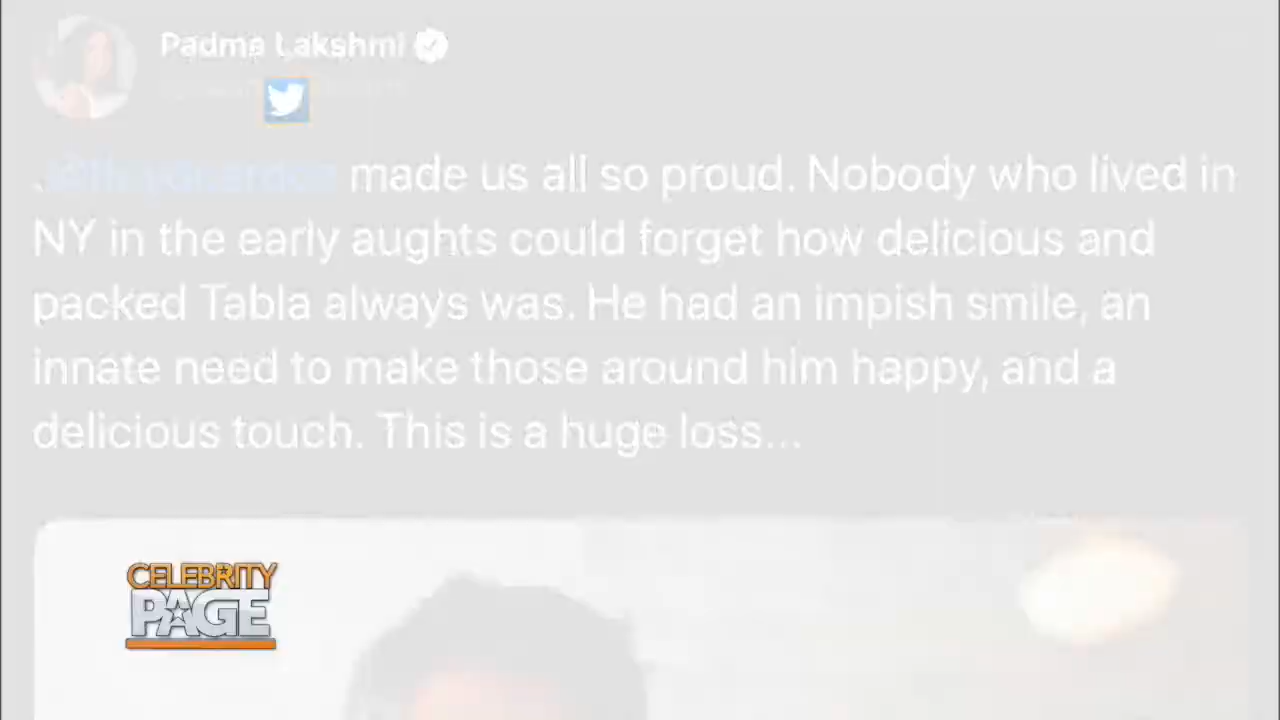 Padma Lakshmi
made us all so proud. Nobody who lived in
NY in the early aughts could forget how delicious and
packed Tabla always was. He had an impish smile, an
innate need to make those around him happy, and a
delicious touch. This is a huge loss...
CELEBRITY
PAGE